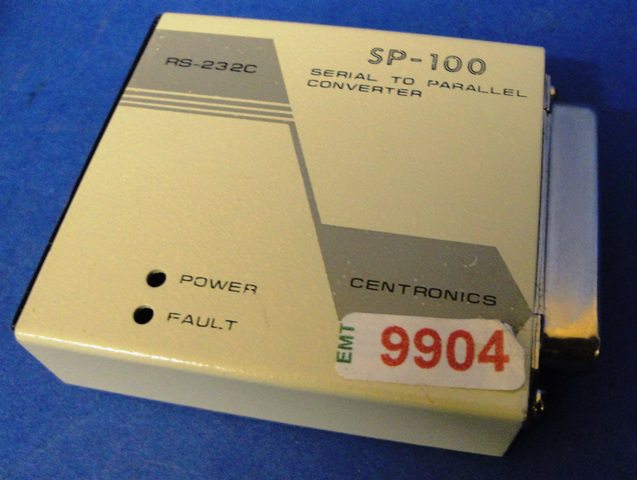 RS-232C
SP-100
SERIAL TO PARALLEL
CONVERTER
POWER
FAULT
CENTRONICS
EMT 9904